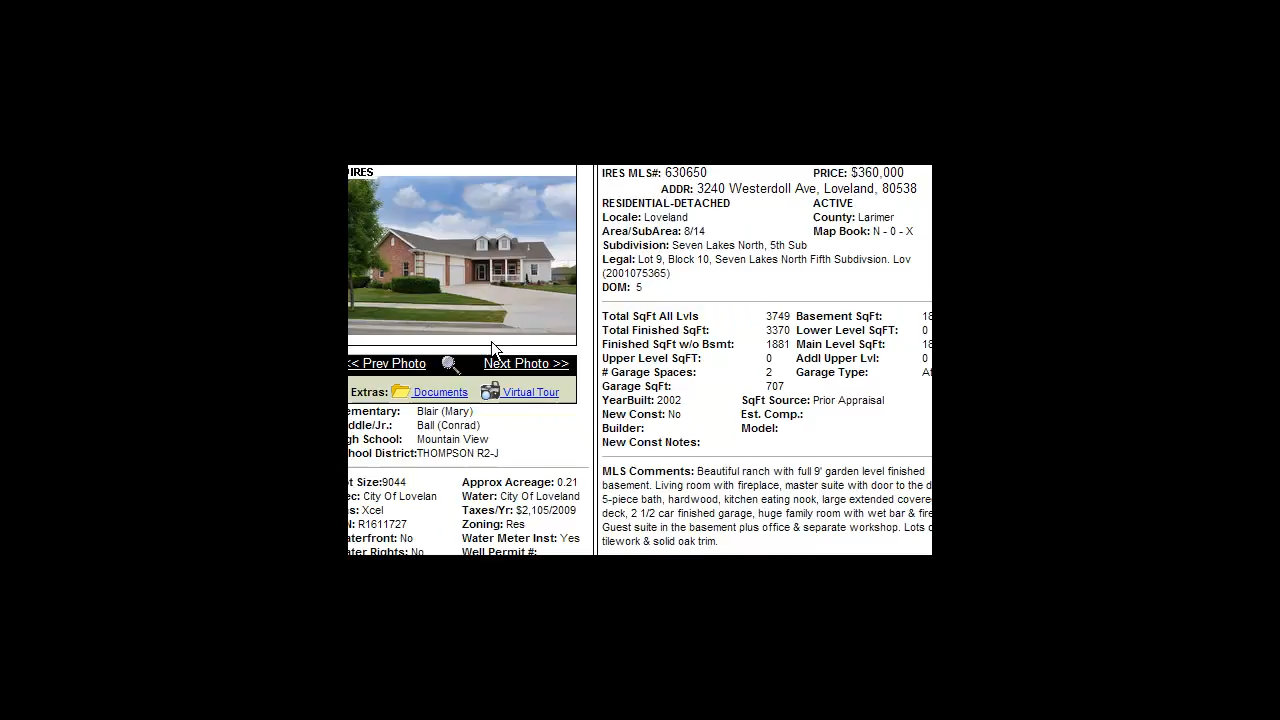 IRES
<< Prev Photo Next Photo >>
Extras: Documents Virtual Tour
ementary: Blair (Mary)
ddle/Jr.: Ball (Conrad)
gh School: Mountain View
hool District:THOMPSON R2-J
ot Size:9044 Approx Acreage: 0.21
ec: City Of Lovelan Water: City Of Loveland
s: Xcel Taxes/Yr: $2,105/2009
N: R1611727 Zoning: Res
aterfront: No Water Meter Inst: Yes
ater Rights: No Well Permit #:
IRES MLS#: 630650 PRICE: $360,000
ADDR: 3240 Westerdoll Ave, Loveland, 80538
RESIDENTIAL-DETACHED ACTIVE
Locale: Loveland County: Larimer
Area/SubArea: 8/14 Map Book: N - 0 - X
Subdivision: Seven Lakes North, 5th Sub
Legal: Lot 9, Block 10, Seven Lakes North Fifth Subdivsion. Lov
(2001075365)
DOM: 5
Total SqFt All Lvls 3749 Basement SqFt: 18
Total Finished SqFt: 3370 Lower Level SqFT: 0
Finished SqFt w/o Bsmt: 1881 Main Level SqFt: 18
Upper Level SqFT: 0 Addl Upper Lvl: 0
# Garage Spaces: 2 Garage Type: At
Garage SqFt: 707
YearBuilt: 2002 SqFt Source: Prior Appraisal
New Const: No Est. Comp.:
Builder: Model:
New Const Notes:
MLS Comments: Beautiful ranch with full 9' garden level finished
basement. Living room with fireplace, master suite with door to the d
5-piece bath, hardwood, kitchen eating nook, large extended covere
deck, 2 1/2 car finished garage, huge family room with wet bar & fire
Guest suite in the basement plus office & separate workshop. Lots o
tilework & solid oak trim.